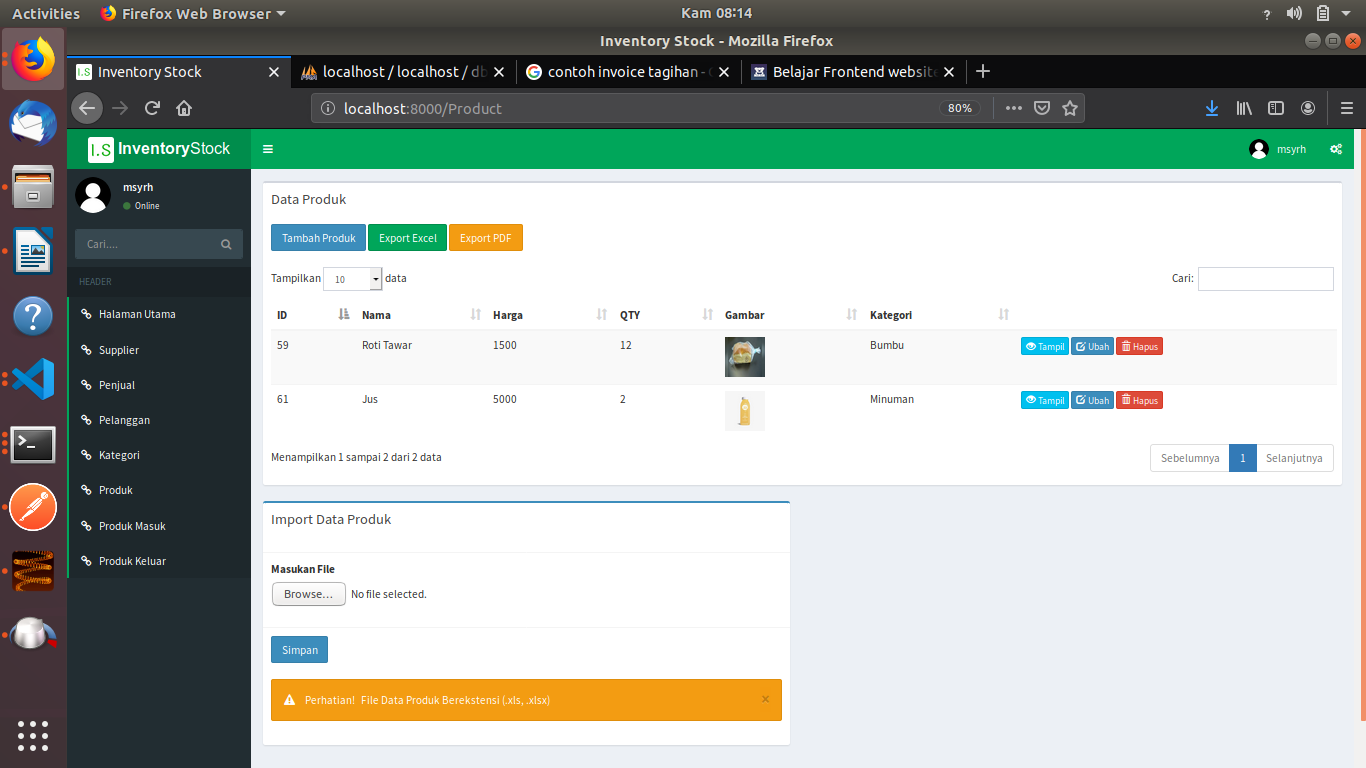 Activities Firefox Web Browser Kam 08:14
Inventory Stock - Mozilla Firefox
I.S Inventory Stock localhost / localhost / db contoh invoice tagihan - Belajar Frontend website
localhost:8000/Product 80%
I.S InventoryStock msyrh
msyrh
Online
Cari....
HEADER
Halaman Utama
Supplier
Penjual
Pelanggan
Kategori
Produk
Produk Masuk
Produk Keluar
Data Produk
Tambah Produk Export Excel Export PDF
Tampilkan 10 data Cari:
ID Nama Harga QTY Gambar Kategori
59 Roti Tawar 1500 12 Bumbu Tampil Ubah Hapus
61 Jus 5000 2 Minuman Tampil Ubah Hapus
Menampilkan 1 sampai 2 dari 2 data Sebelumnya 1 Selanjutnya
Import Data Produk
Masukan File
Browse... No file selected.
Simpan
Perhatian! File Data Produk Berekstensi (.xls, .xlsx) ×